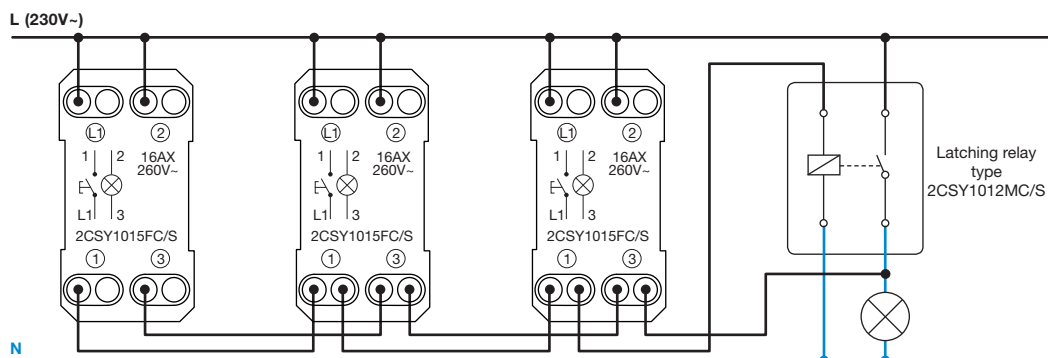 L (230V~)
L1 2
1 2 16AX
260V~
L1 3
2CSY1015FC/S
1 3
L1 2
1 2 16AX
260V~
L1 3
2CSY1015FC/S
1 3
L1 2
1 2 16AX
260V~
L1 3
2CSY1015FC/S
1 3
Latching relay
type
2CSY1012MC/S
N